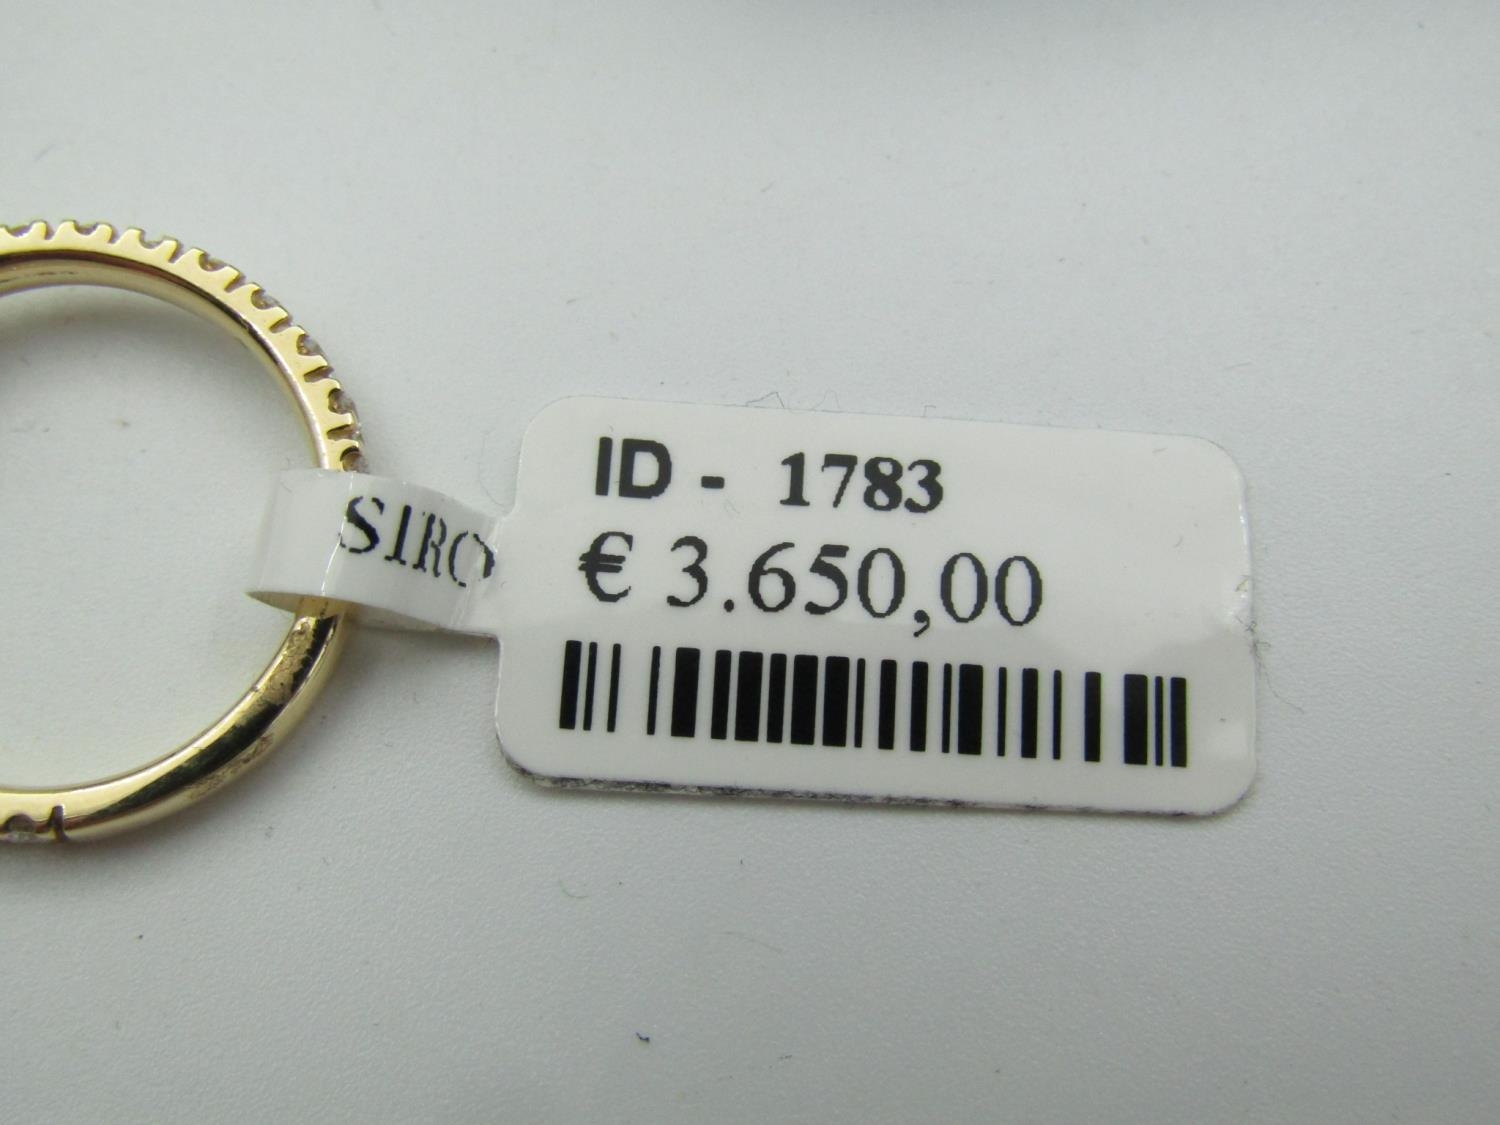 SIRO
ID - 1783
€ 3.650,00